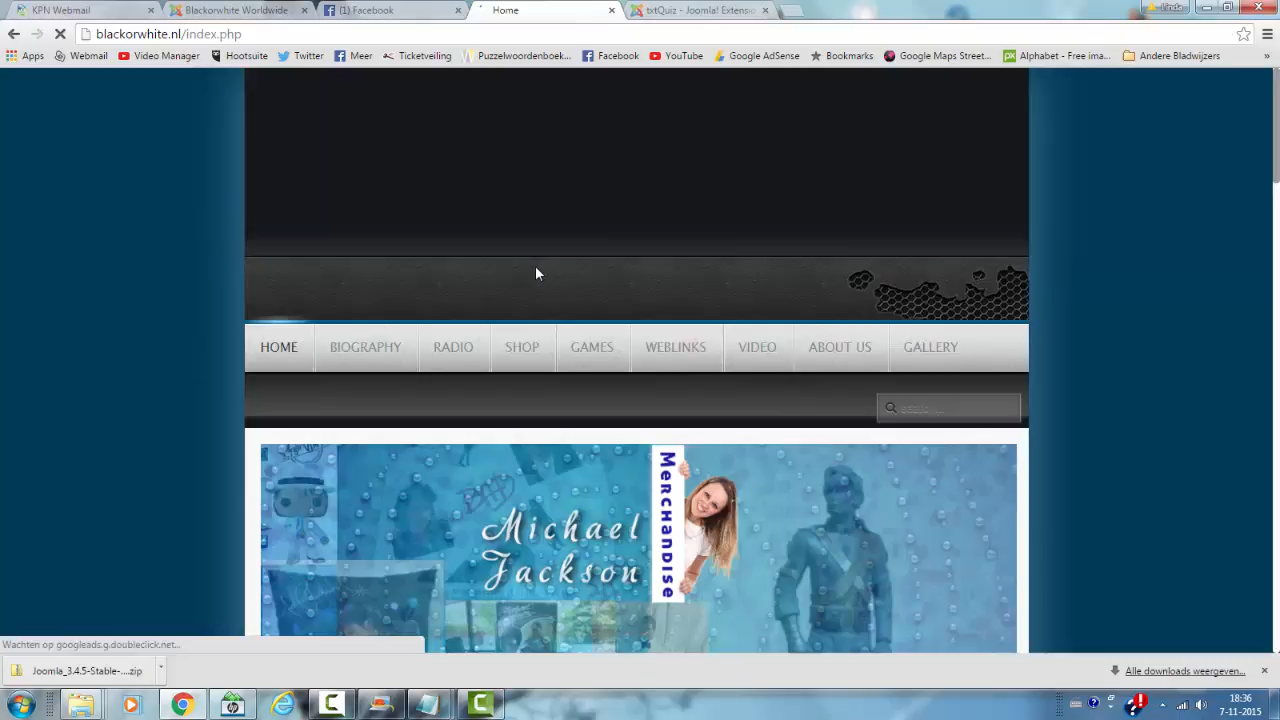 KPN Webmail
Blackorwhite Worldwide
(1) Facebook
Home
txtQuiz - Joomla! Extensio
blackorwhite.nl/index.php
Apps
Webmail
Video Manager
Hootsuite
Twitter
Meer
Ticketveiling
Puzzelwoordenboek...
Facebook
YouTube
Google AdSense
Bookmarks
Google Maps Street...
Alphabet - Free ima...
Andere Bladwijzers
»
HOME
BIOGRAPHY
RADIO
SHOP
GAMES
WEBLINKS
VIDEO
ABOUT US
GALLERY
Michael
Jackson
Merchandise
Wachten op googleads.g.doubleclick.net...
Joomla_3.4.5-Stable-....zip
Alle downloads weergeven...
18:36
7-11-2015